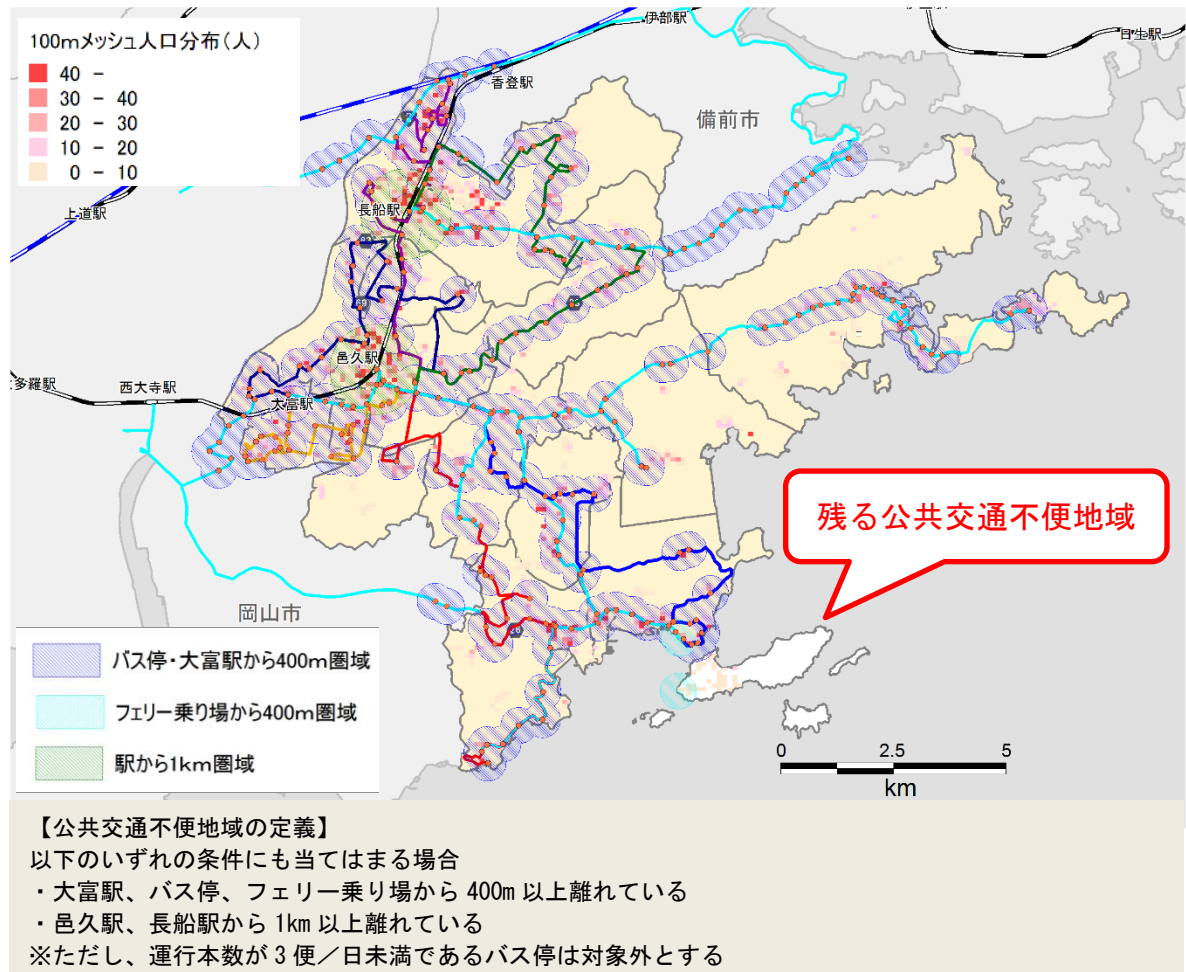 100mメッシュ人口分布(人)
40 -
30 - 40
20 - 30
10 - 20
0 - 10
伊部駅
日生駅
香登駅
備前市
上道駅
長船駅
邑久駅
多羅駅
西大寺駅
大富駅
残る公共交通不便地域
岡山市
バス停・大富駅から400m圏域
フェリー乗り場から400m圏域
駅から1km圏域
0 2.5 5
km
【公共交通不便地域の定義】
以下のいずれの条件にも当てはまる場合
・大富駅、バス停、フェリー乗り場から 400m 以上離れている
・邑久駅、長船駅から 1km 以上離れている
※ただし、運行本数が 3 便／日未満であるバス停は対象外とする